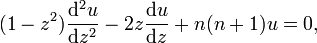 (1 − z²) d²u/dz² − 2z du/dz + n(n + 1)u = 0,